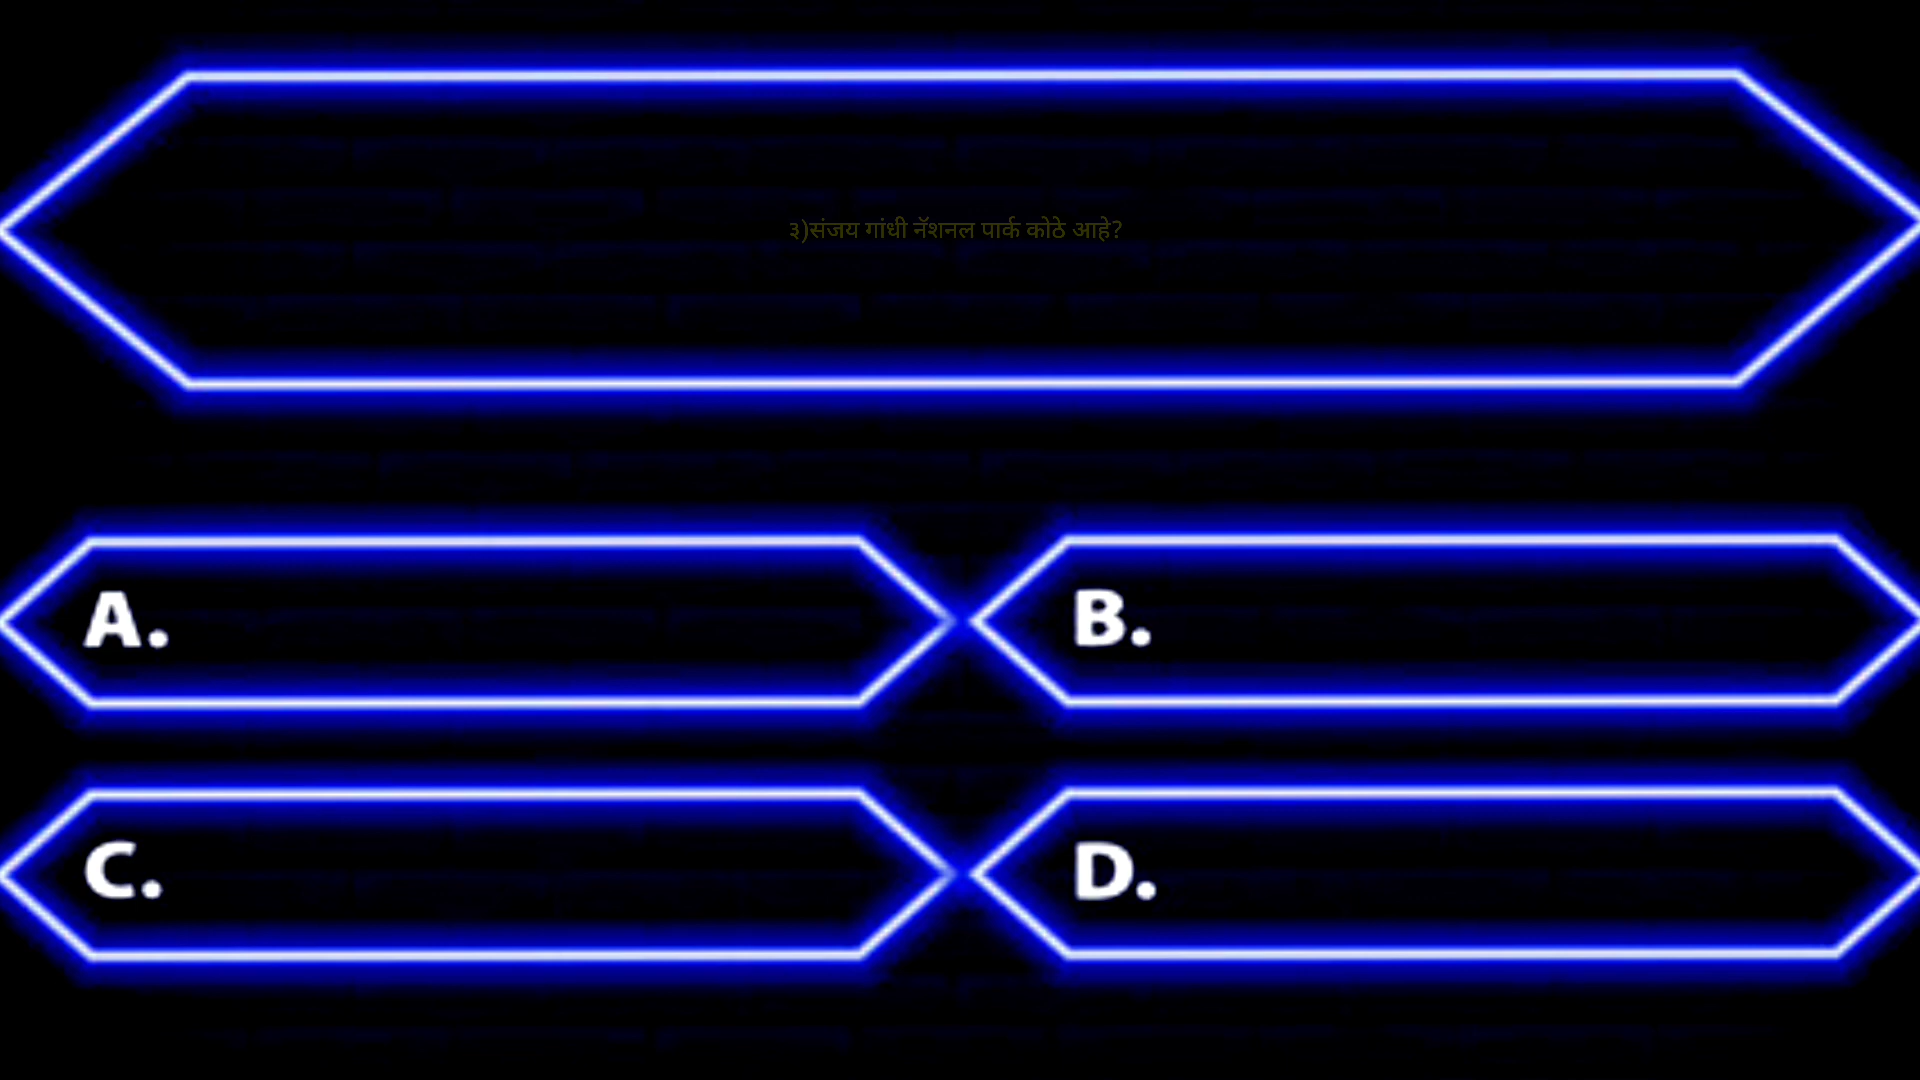 ३)संजय गांधी नॅशनल पार्क कोठे आहे?
A.
B.
C.
D.